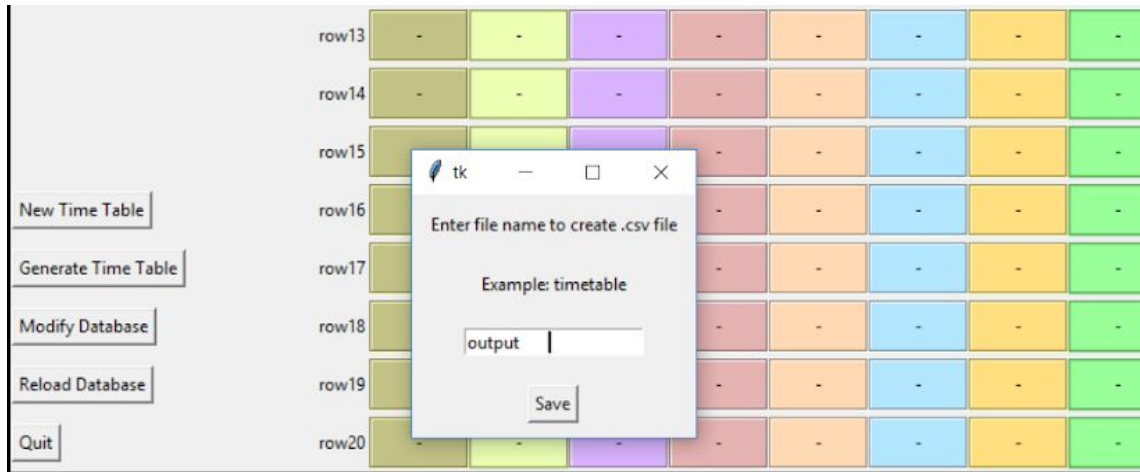 row13 - - - - - - - -
row14 - - - - - - - -
row15 - - - - - -
tk
New Time Table row16 - - - - -
Enter file name to create .csv file
Generate Time Table row17 - - - - -
Example: timetable
Modify Database row18 - - - - -
output
Reload Database row19 - - - - -
Save
Quit row20 - - - - - - - -